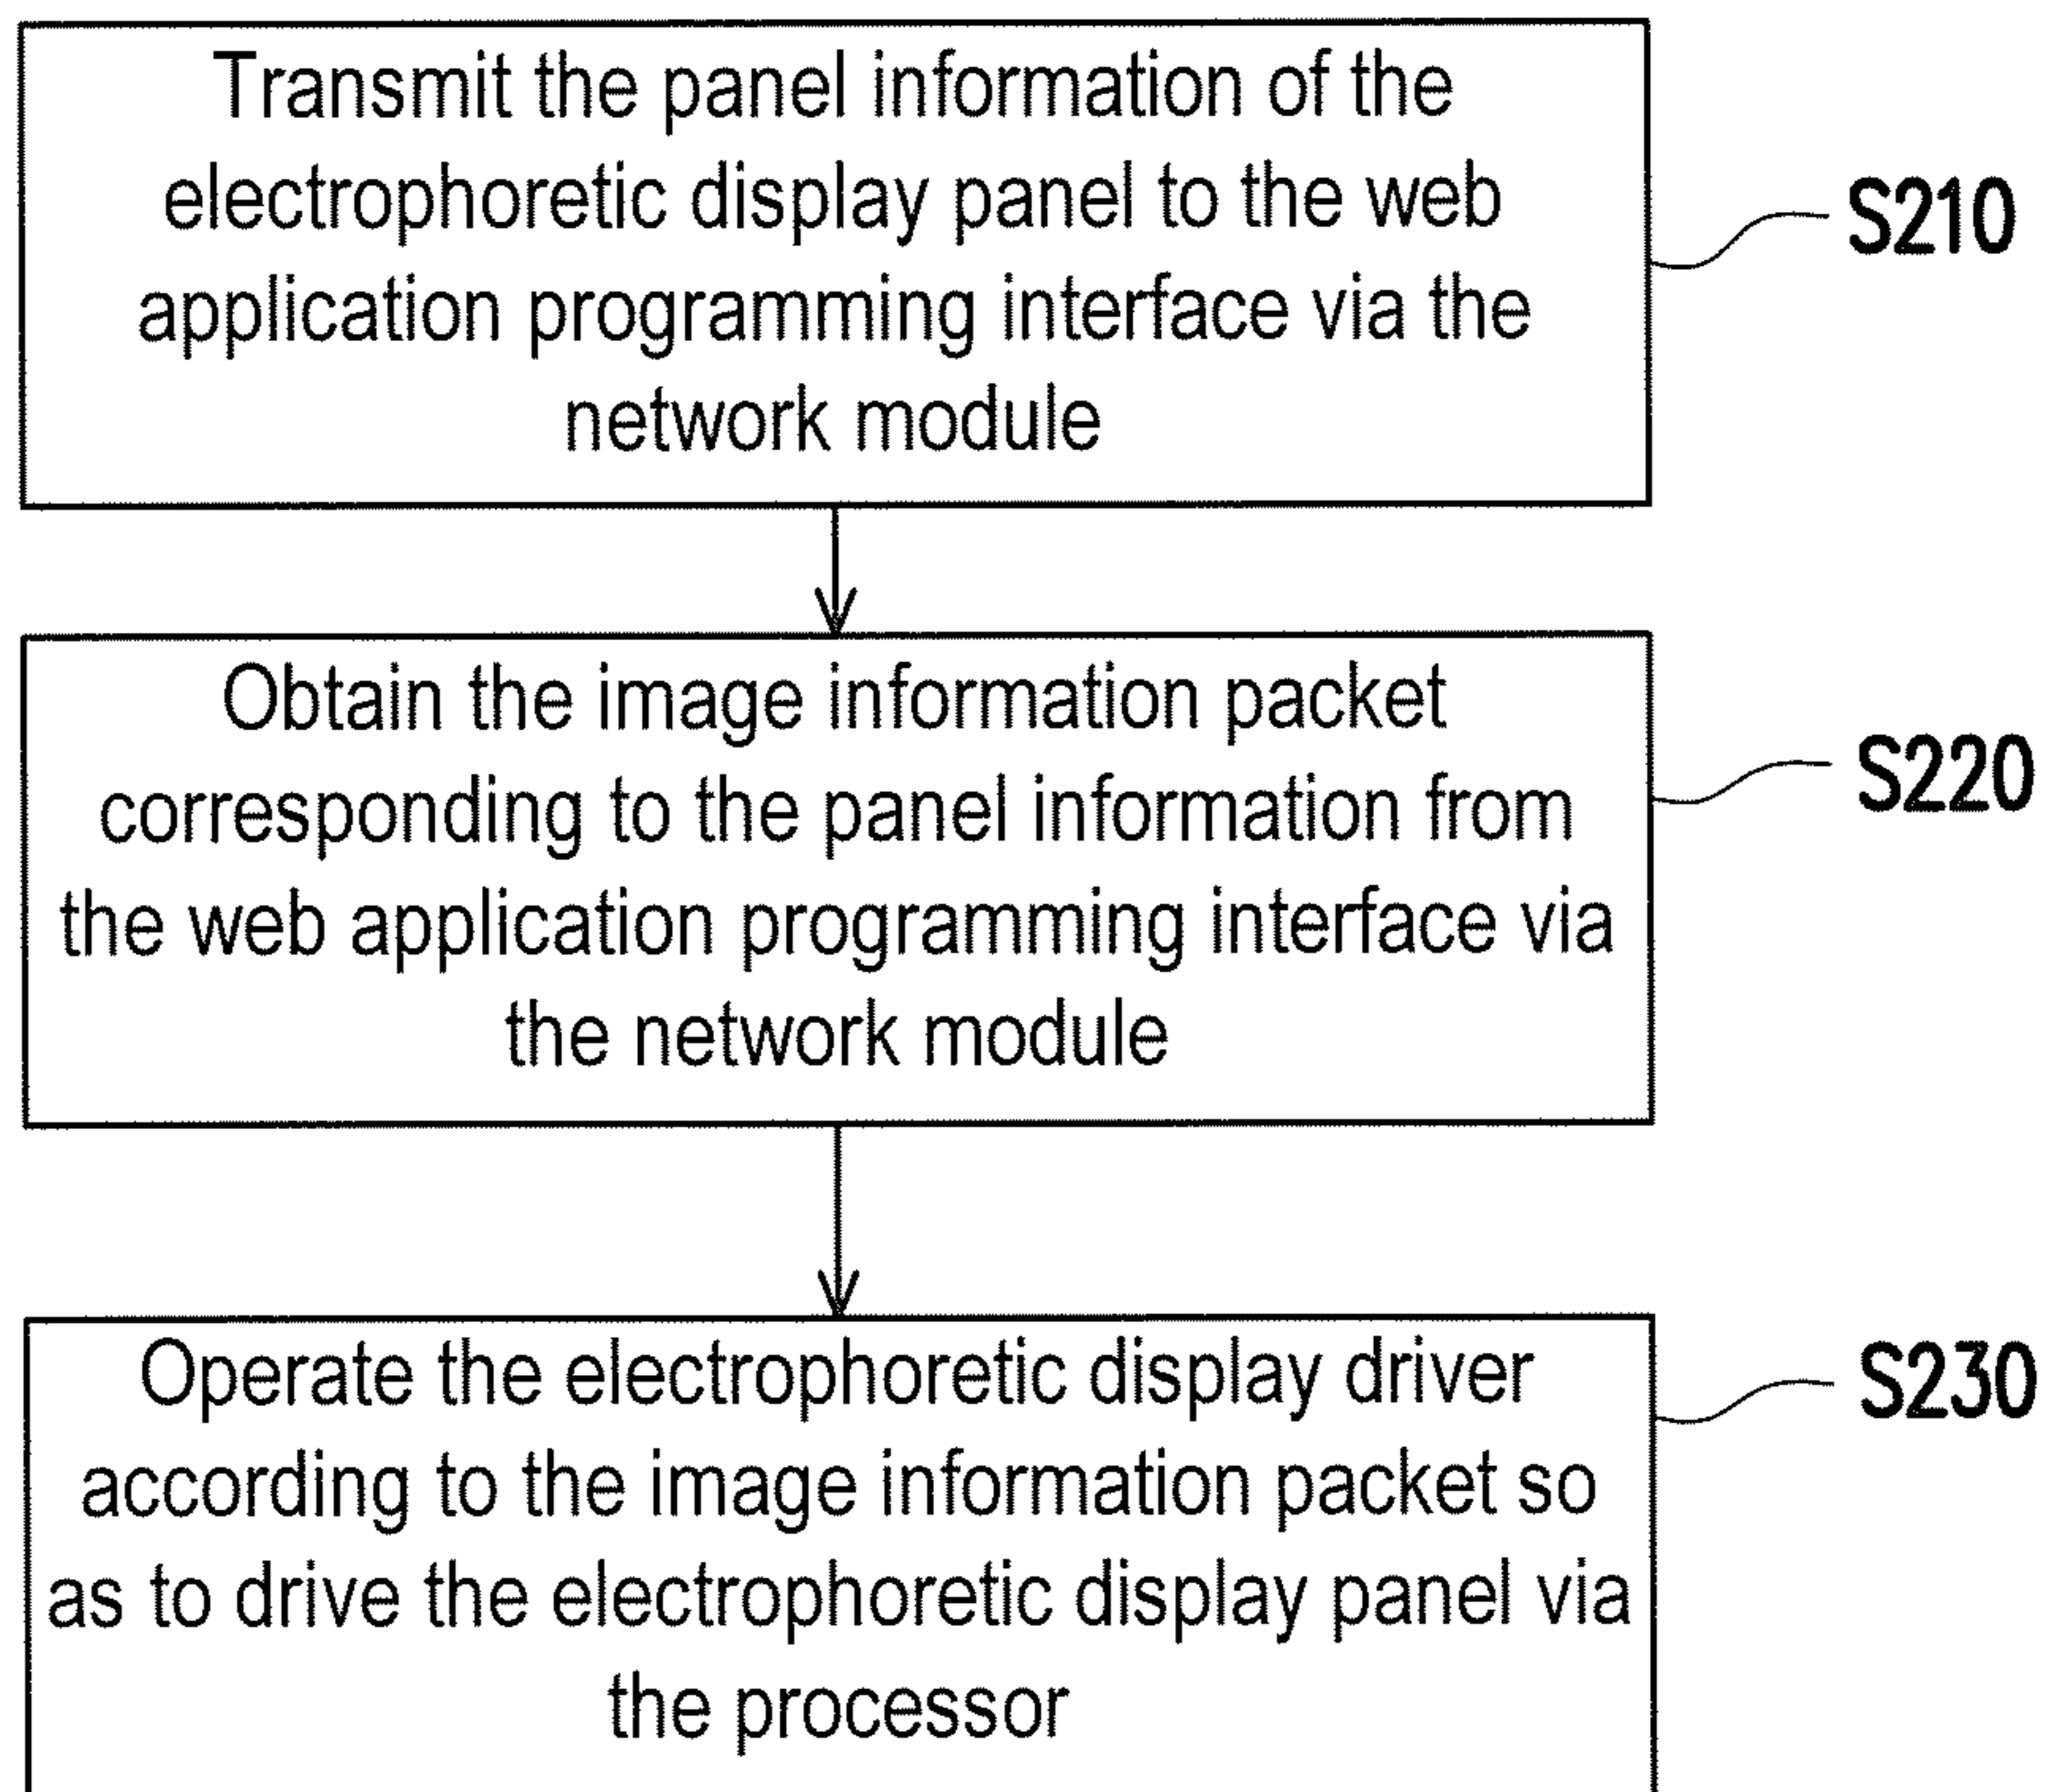 Transmit the panel information of the
electrophoretic display panel to the web
application programming interface via the
network module
S210
Obtain the image information packet
corresponding to the panel information from
the web application programming interface via
the network module
S220
Operate the electrophoretic display driver
according to the image information packet so
as to drive the electrophoretic display panel via
the processor
S230